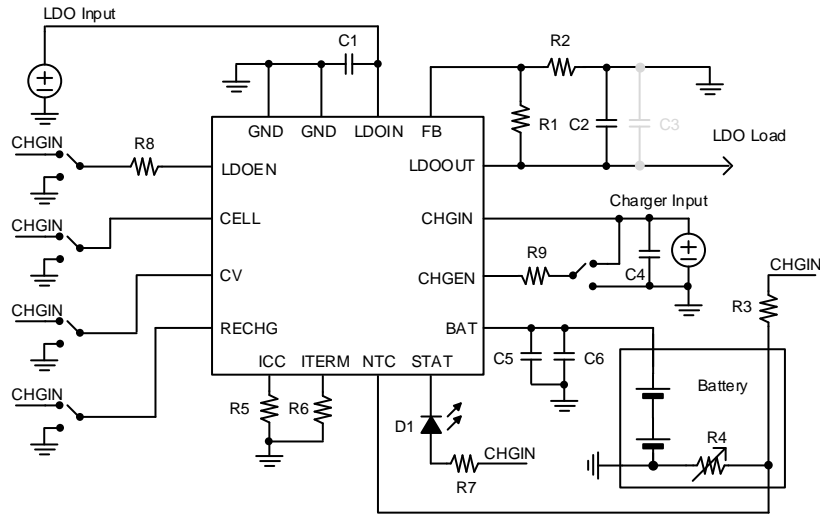 LDO Input
C1
R2
GND
GND
LDOIN
FB
R1
C2
C3
LDO Load
CHGIN
R8
LDOEN
LDOOUT
CHGIN
CELL
CHGIN
Charger Input
R9
C4
CHGIN
CV
CHGEN
CHGIN
R3
CHGIN
RECHG
BAT
C5
C6
ICC
ITERM
NTC
STAT
Battery
R5
R6
D1
R4
CHGIN
R7